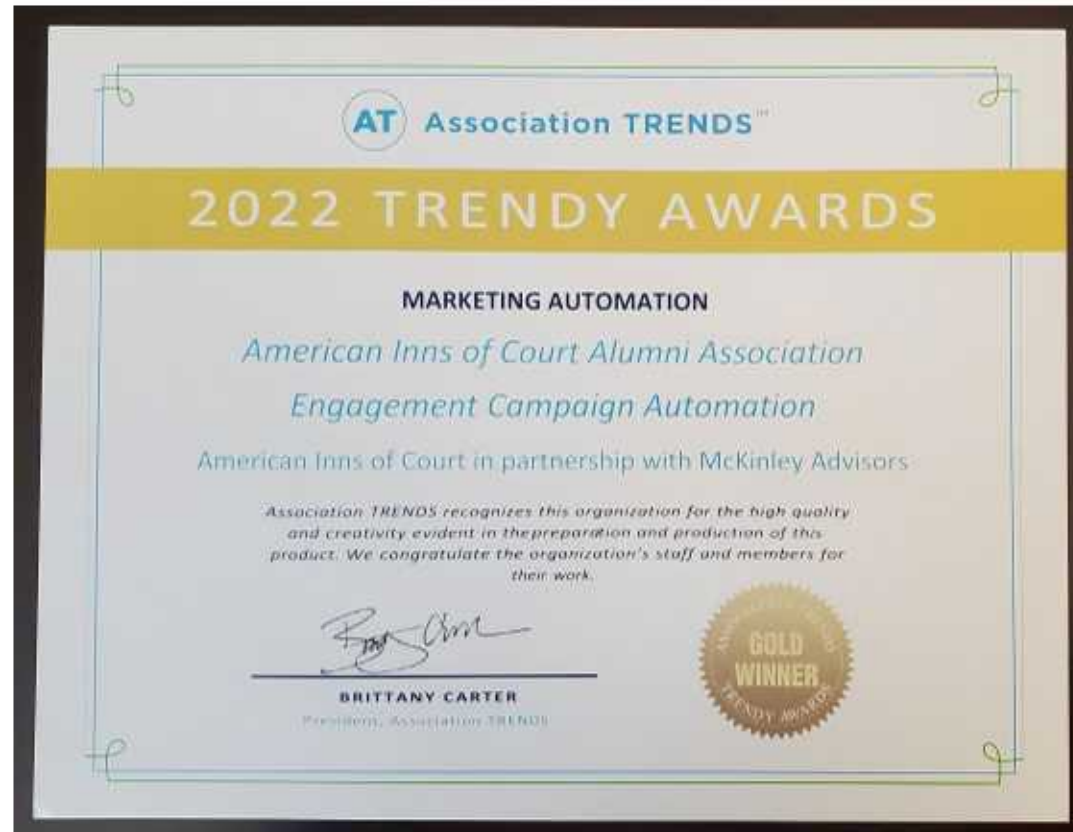 AT Association TRENDS™
2022 TRENDY AWARDS
MARKETING AUTOMATION
American Inns of Court Alumni Association
Engagement Campaign Automation
American Inns of Court in partnership with McKinley Advisors
Association TRENDS recognizes this organization for the high quality
and creativity evident in thepreparation and production of this
product. We congratulate the organization's staff and members for
their work.
BRITTANY CARTER
President, Association TRENDS
ASSOCIATION TRENDS
GOLD
WINNER
TRENDY AWARDS